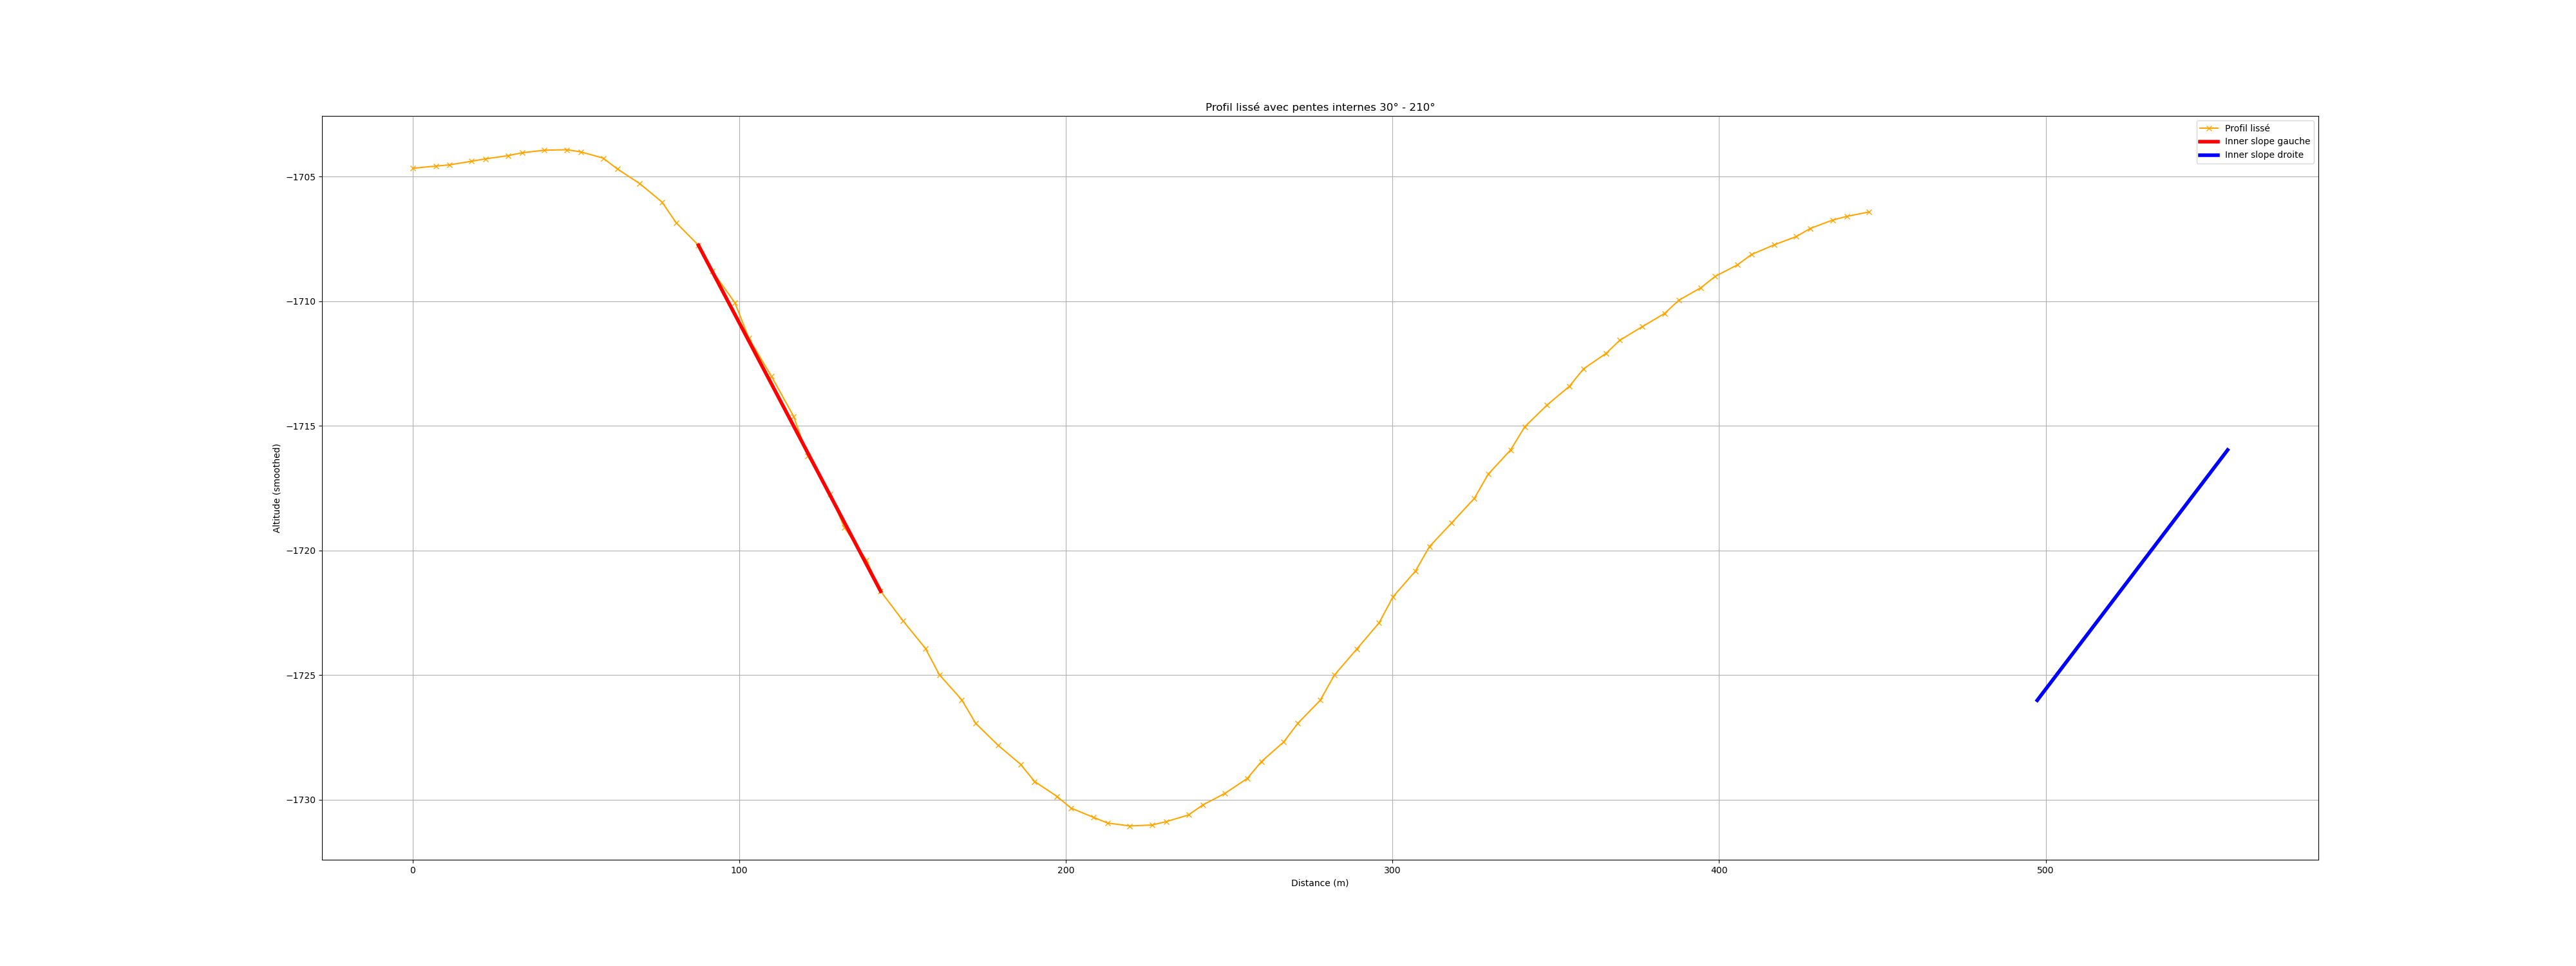 Profil lissé avec pentes internes 30° - 210°
Profil lissé
Inner slope gauche
Inner slope droite
Altitude (smoothed)
−1705
−1710
−1715
−1720
−1725
−1730
0
100
200
300
400
500
Distance (m)